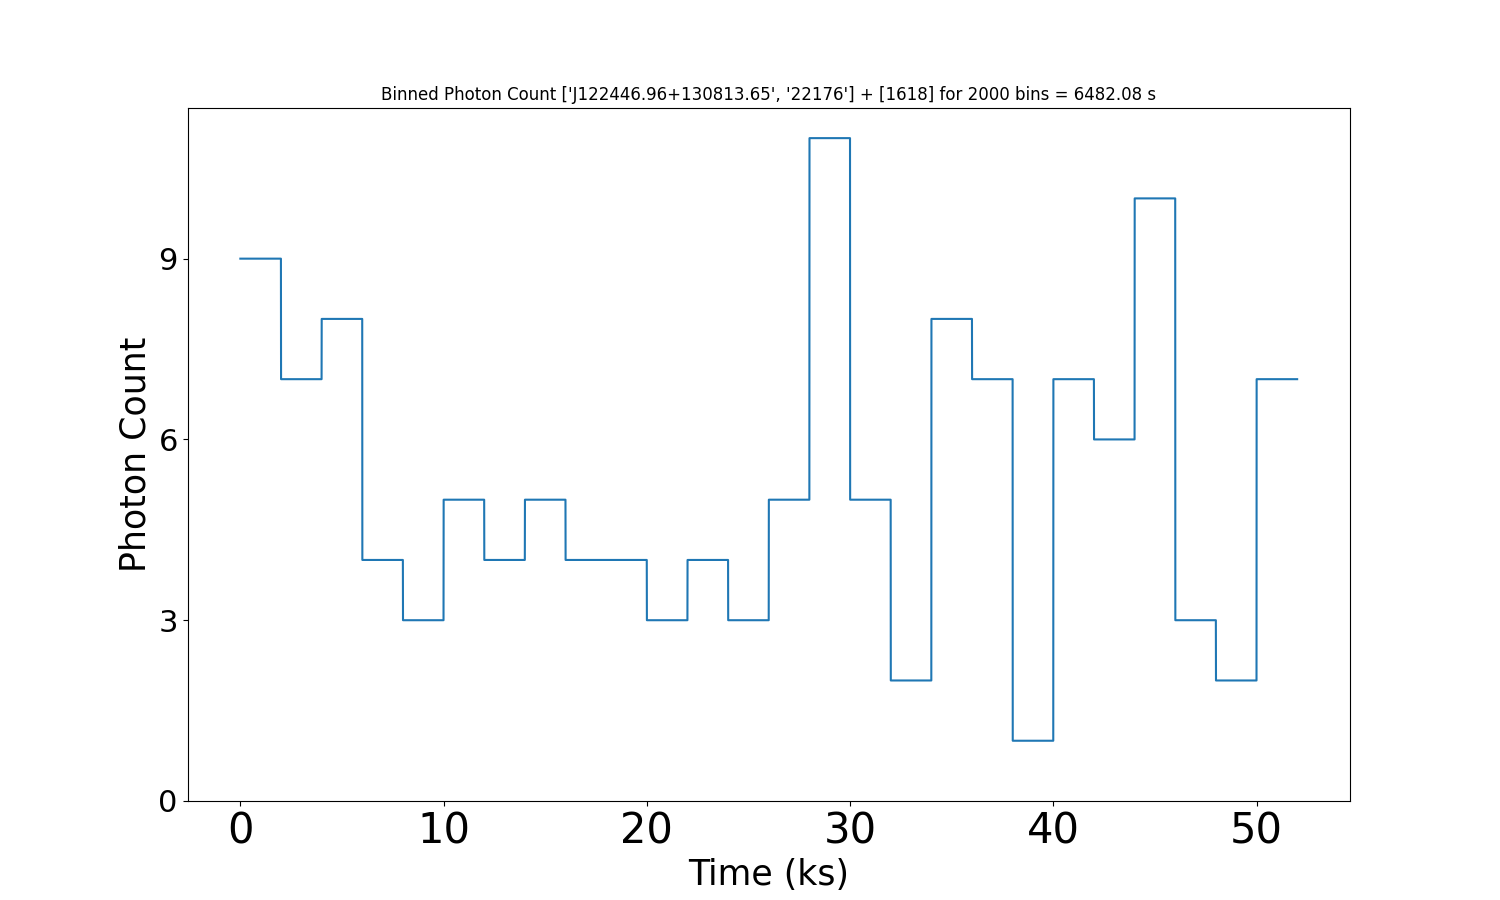 Binned Photon Count ['J122446.96+130813.65', '22176'] + [1618] for 2000 bins = 6482.08 s
Photon Count
9
6
3
0
0 10 20 30 40 50
Time (ks)